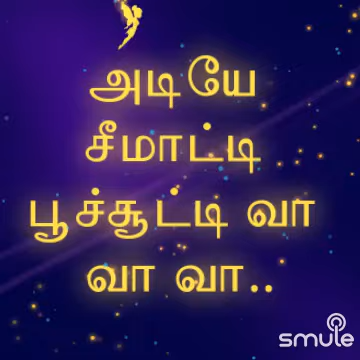 அடியே
சீமாட்டி
பூச்சூட்டி வா
வா வா..
smule